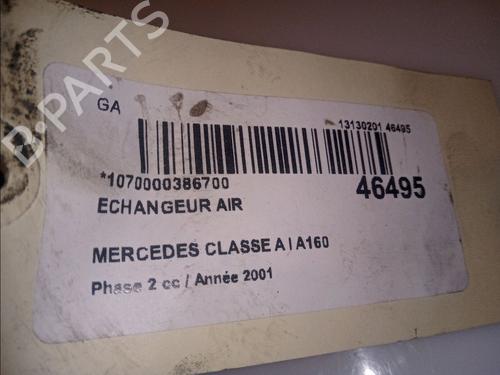 B-PARTS
GA
13130201 46495
*1070000386700
46495
ECHANGEUR AIR
MERCEDES CLASSE A I A160
Phase 2 cc / Année 2001